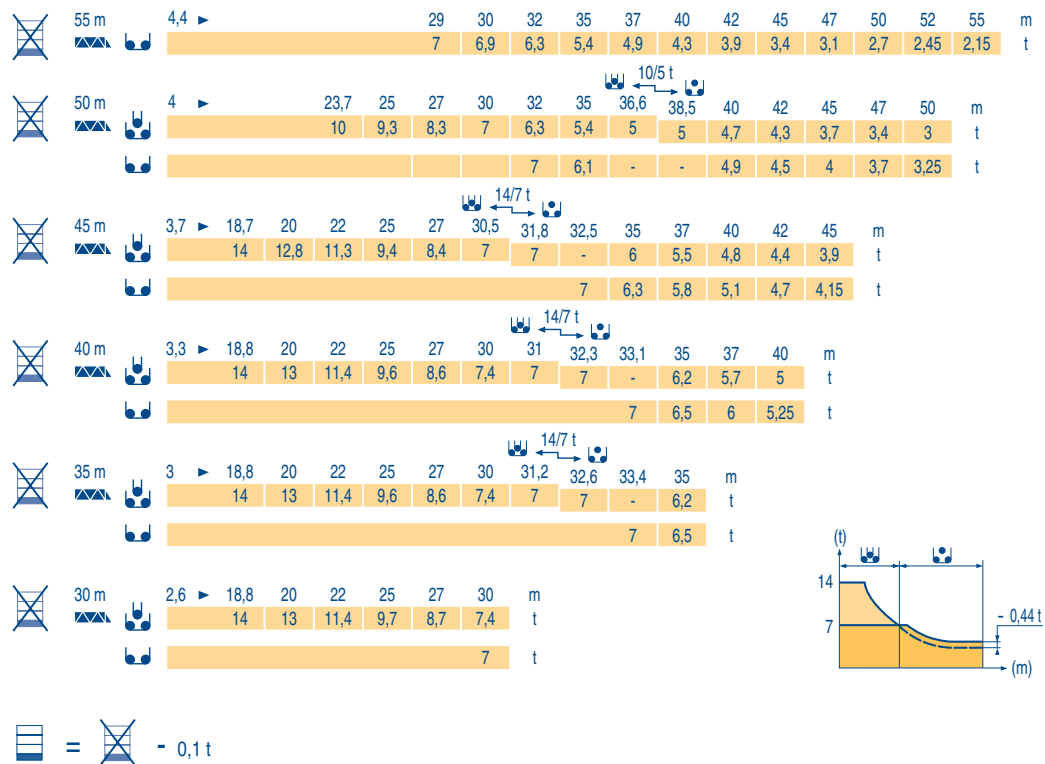 55 m 4,4 ► 29 30 32 35 37 40 42 45 47 50 52 55 m
7 6,9 6,3 5,4 4,9 4,3 3,9 3,4 3,1 2,7 2,45 2,15 t
10/5 t
50 m 4 ► 23,7 25 27 30 32 35 36,6 38,5 40 42 45 47 50 m
10 9,3 8,3 7 6,3 5,4 5 5 4,7 4,3 3,7 3,4 3 t
7 6,1 - - 4,9 4,5 4 3,7 3,25 t
14/7 t
45 m 3,7 ► 18,7 20 22 25 27 30,5 31,8 32,5 35 37 40 42 45 m
14 12,8 11,3 9,4 8,4 7 7 - 6 5,5 4,8 4,4 3,9 t
7 6,3 5,8 5,1 4,7 4,15 t
14/7 t
40 m 3,3 ► 18,8 20 22 25 27 30 31 32,3 33,1 35 37 40 m
14 13 11,4 9,6 8,6 7,4 7 7 - 6,2 5,7 5 t
7 6,5 6 5,25 t
14/7 t
35 m 3 ► 18,8 20 22 25 27 30 31,2 32,6 33,4 35 m
14 13 11,4 9,6 8,6 7,4 7 7 - 6,2 t
7 6,5 t
30 m 2,6 ► 18,8 20 22 25 27 30 m
14 13 11,4 9,7 8,7 7,4 t
7 t
(t)
14
7
- 0,44 t
(m)
= - 0,1 t